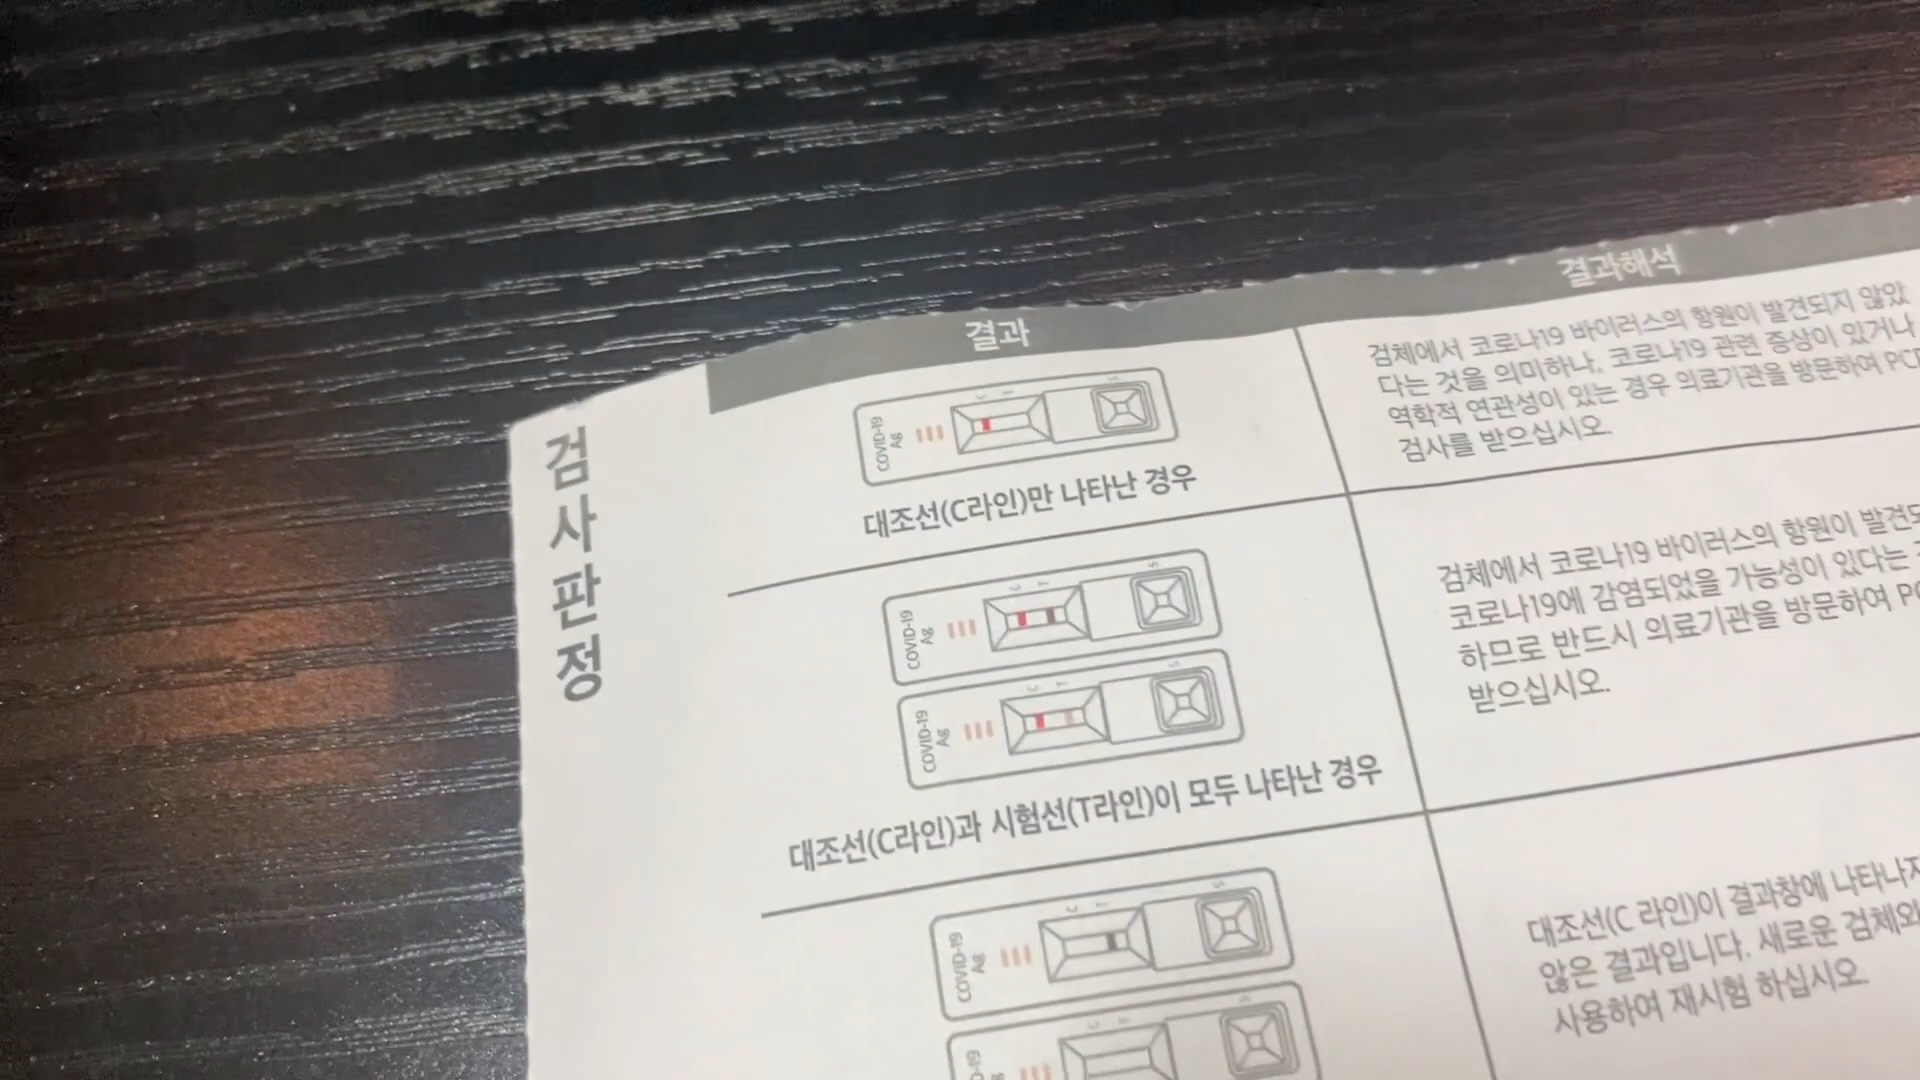 검사판정
결과
결과해석
COVID-19
Ag
C T S
대조선(C라인)만 나타난 경우
검체에서 코로나19 바이러스의 항원이 발견되지 않았
다는 것을 의미하나, 코로나19 관련 증상이 있거나
역학적 연관성이 있는 경우 의료기관을 방문하여 PCR
검사를 받으십시오.
COVID-19
Ag
C T S
COVID-19
Ag
C T S
대조선(C라인)과 시험선(T라인)이 모두 나타난 경우
검체에서 코로나19 바이러스의 항원이 발견되
코로나19에 감염되었을 가능성이 있다는
하므로 반드시 의료기관을 방문하여
받으십시오.
COVID-19
Ag
C T S
COVID-19
Ag
C T S
대조선(C 라인)이 결과창에 나타나지
않은 결과입니다. 새로운 검체와
사용하여 재시험 하십시오.